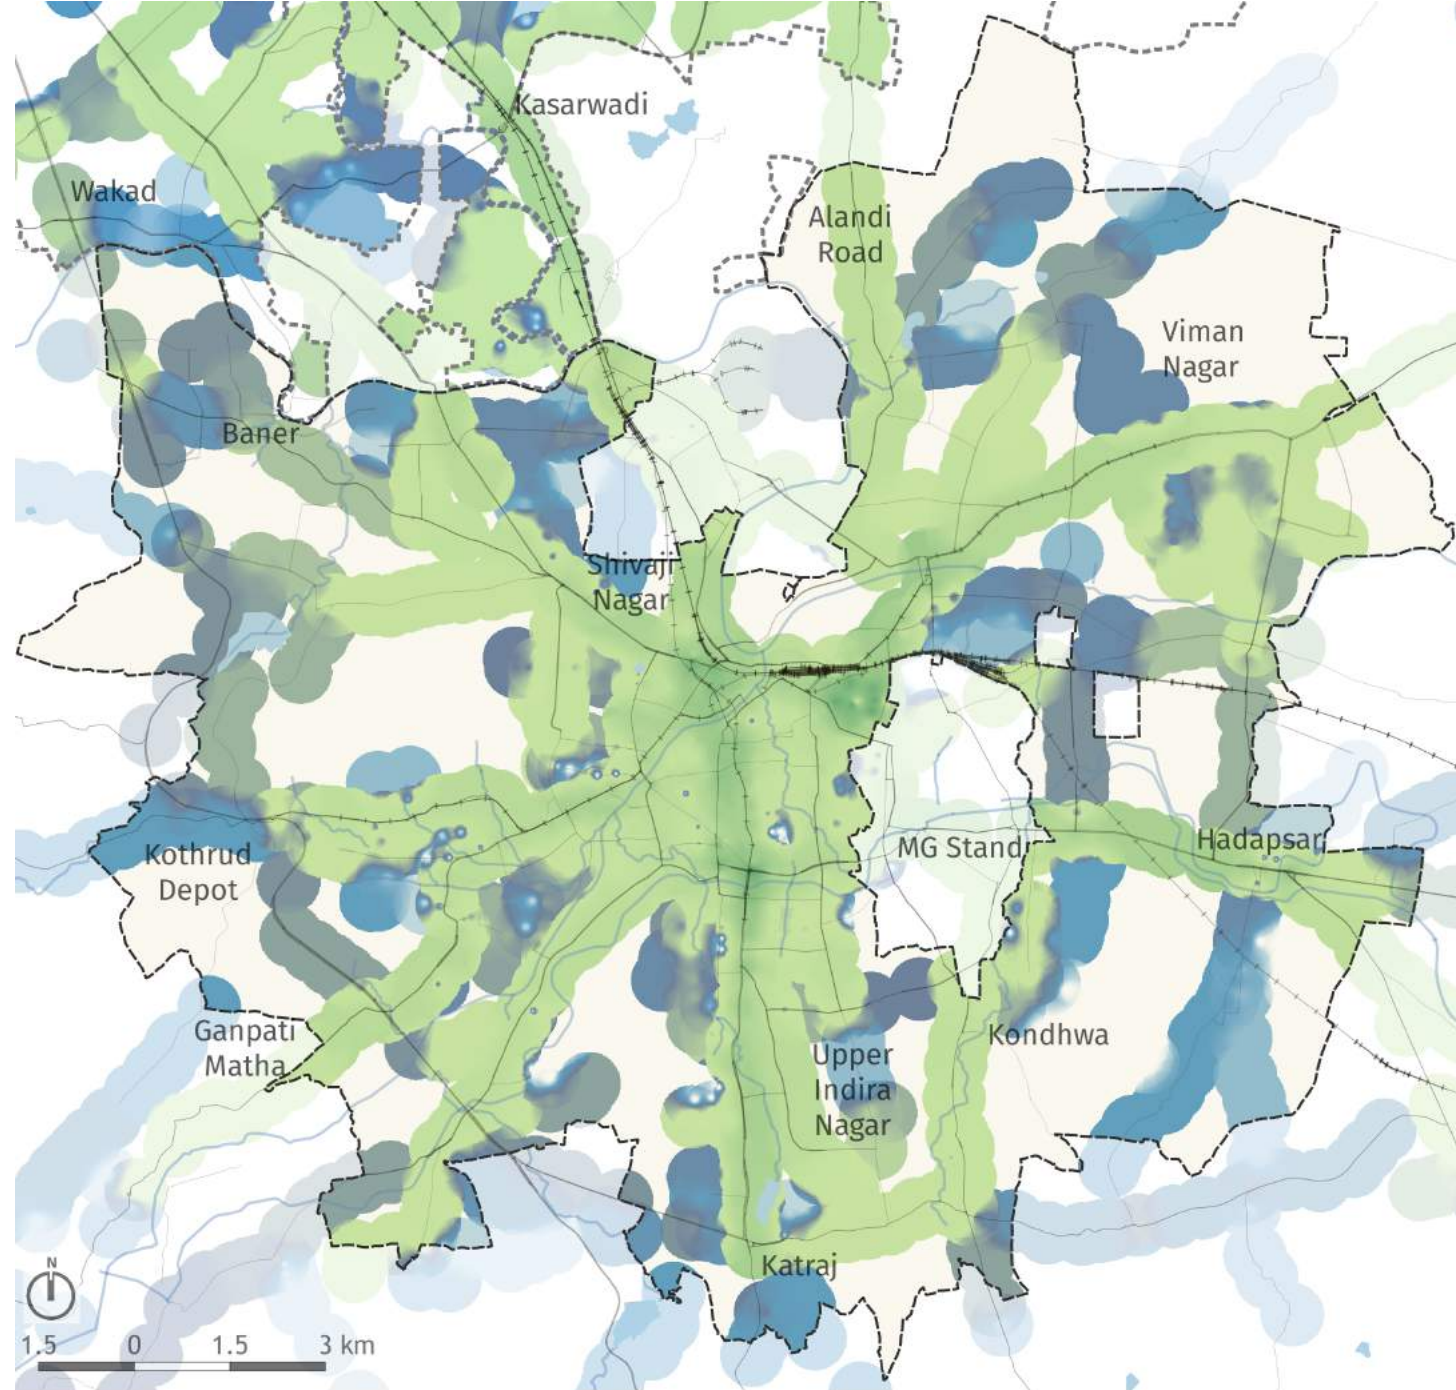 Kasarwadi
Wakad
Alandi
Road
Viman
Nagar
Baner
Shivaji
Nagar
MG Stand
Hadapsar
Kothrud
Depot
Ganpati
Matha
Kondhwa
Upper
Indira
Nagar
Katraj
N
1.5 0 1.5 3 km